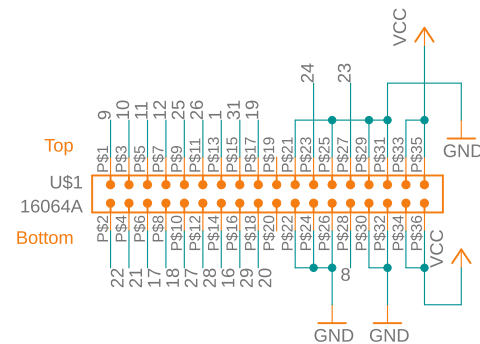 VCC
24
23
9
10
11
12
25
26
1
31
19
P$1
P$3
P$5
P$7
P$9
P$11
P$13
P$15
P$17
P$19
P$21
P$23
P$25
P$27
P$29
P$31
P$33
P$35
GND
Top
U$1
16064A
Bottom
P$2
P$4
P$6
P$8
P$10
P$12
P$14
P$16
P$18
P$20
P$22
P$24
P$26
P$28
P$30
P$32
P$34
P$36
VCC
22
21
17
18
27
28
14
16
29
20
8
GND
GND